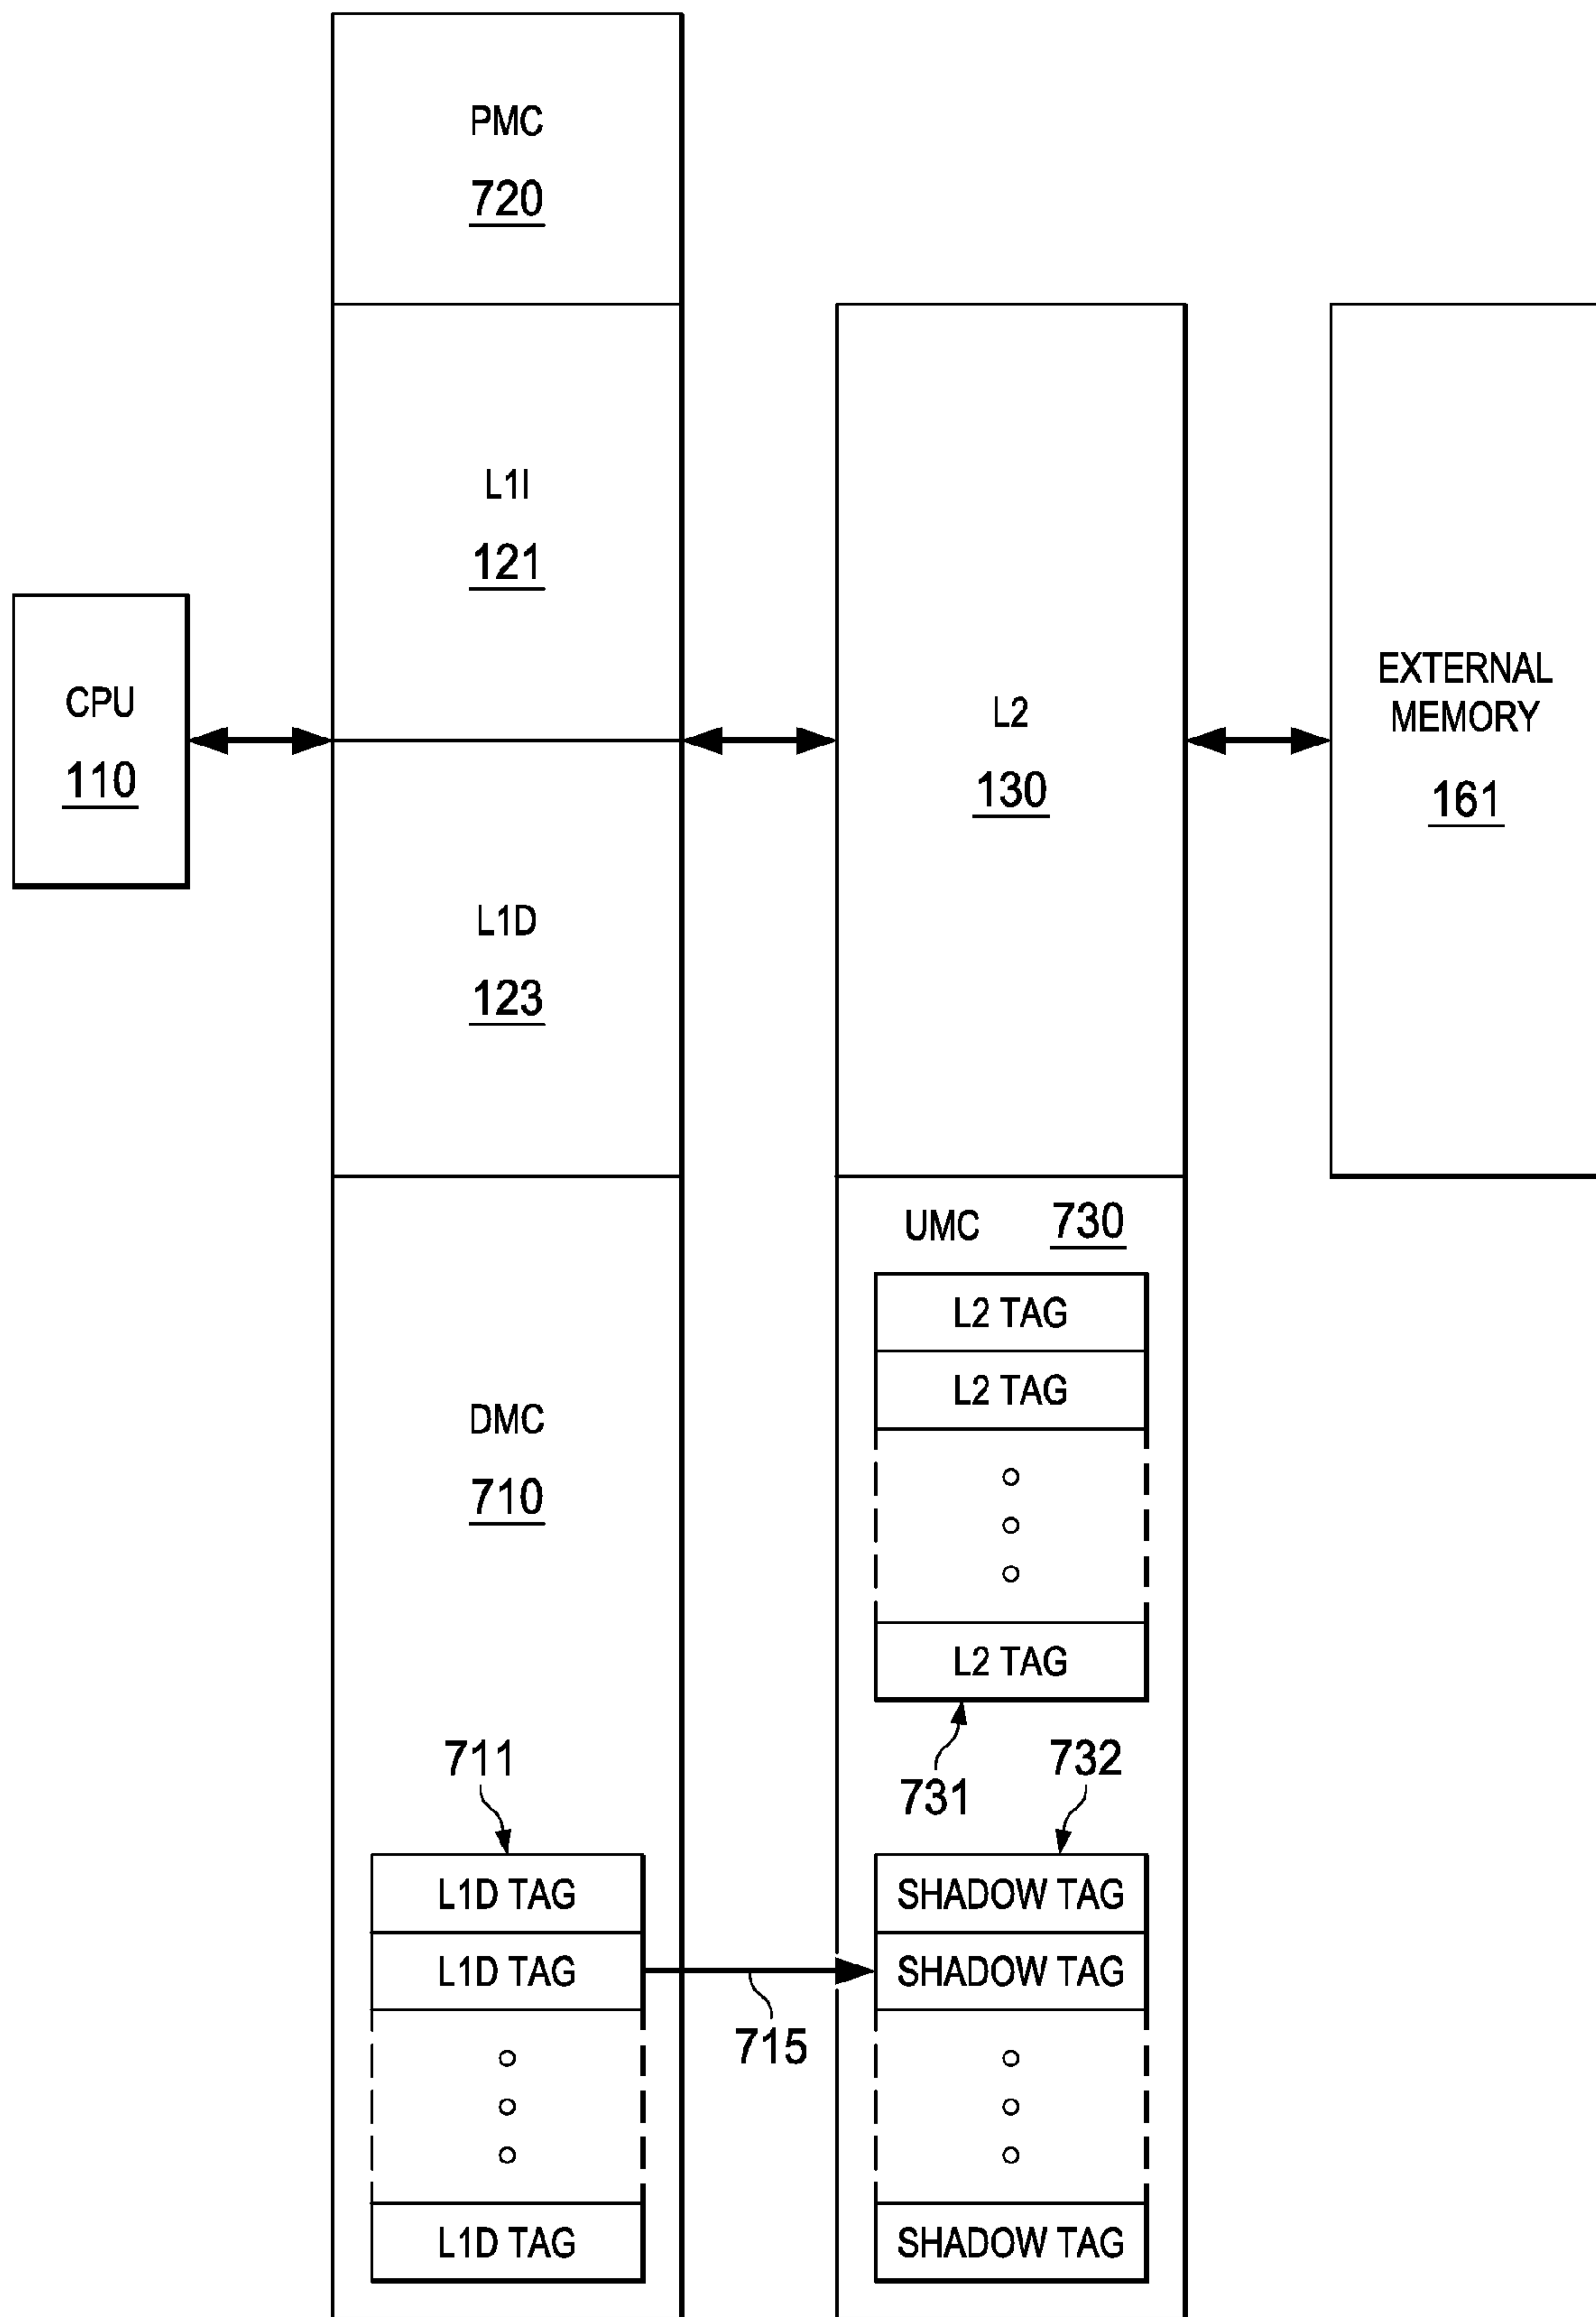 PMC
720
L1I
121
CPU
110
L1D
123
L2
130
EXTERNAL
MEMORY
161
DMC
710
711
L1D TAG
L1D TAG
L1D TAG
715
UMC 730
L2 TAG
L2 TAG
L2 TAG
731
732
SHADOW TAG
SHADOW TAG
SHADOW TAG